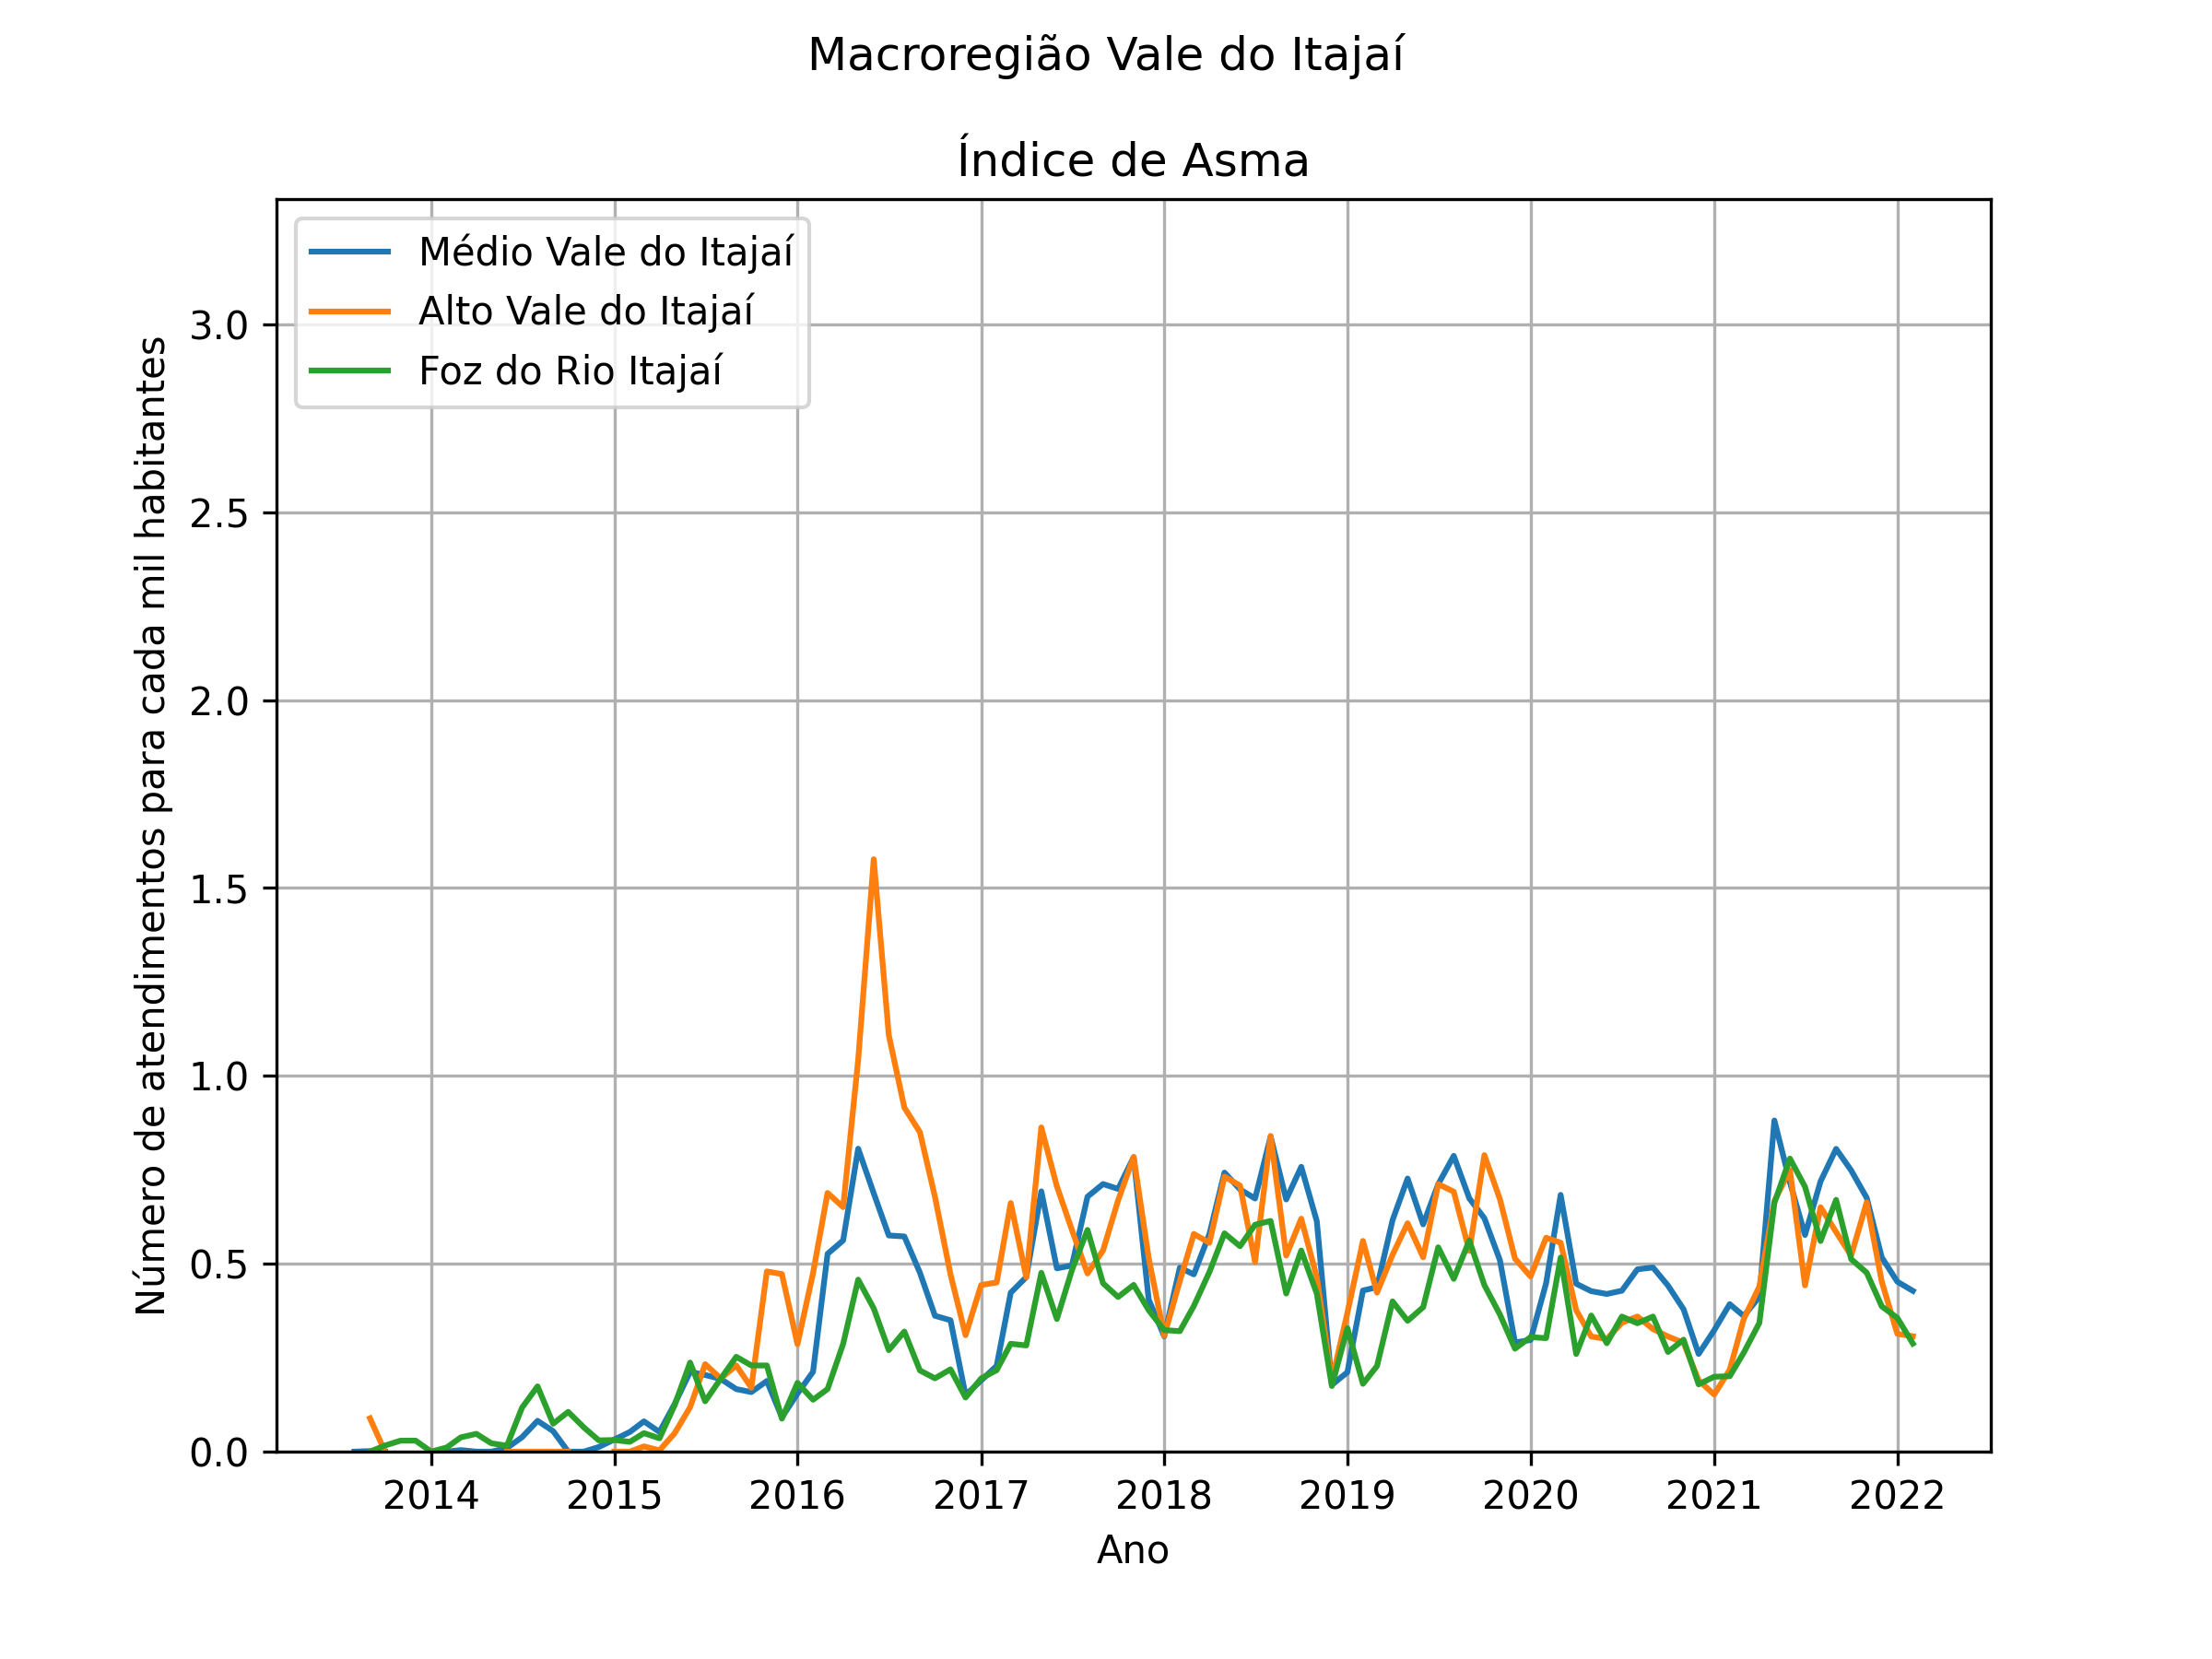 Macroregião Vale do Itajaí
Índice de Asma
Médio Vale do Itajaí
Alto Vale do Itajaí
Foz do Rio Itajaí
Número de atendimentos para cada mil habitantes
3.0
2.5
2.0
1.5
1.0
0.5
0.0
2014 2015 2016 2017 2018 2019 2020 2021 2022
Ano